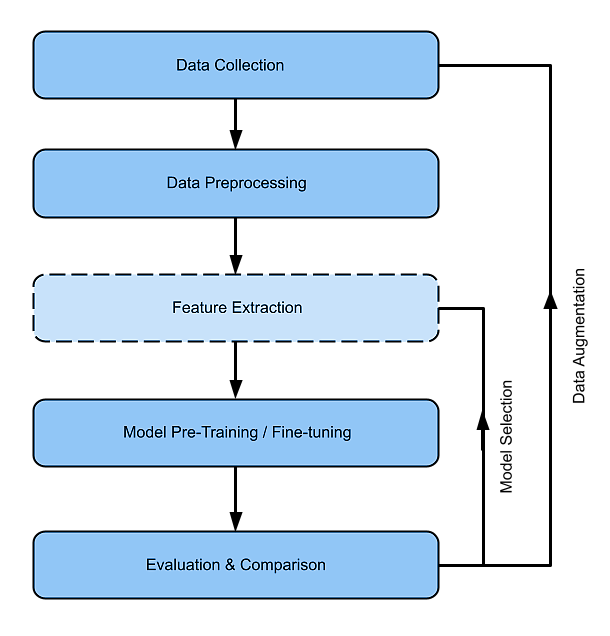 Data Collection
Data Preprocessing
Feature Extraction
Model Pre-Training / Fine-tuning
Evaluation & Comparison
Model Selection
Data Augmentation